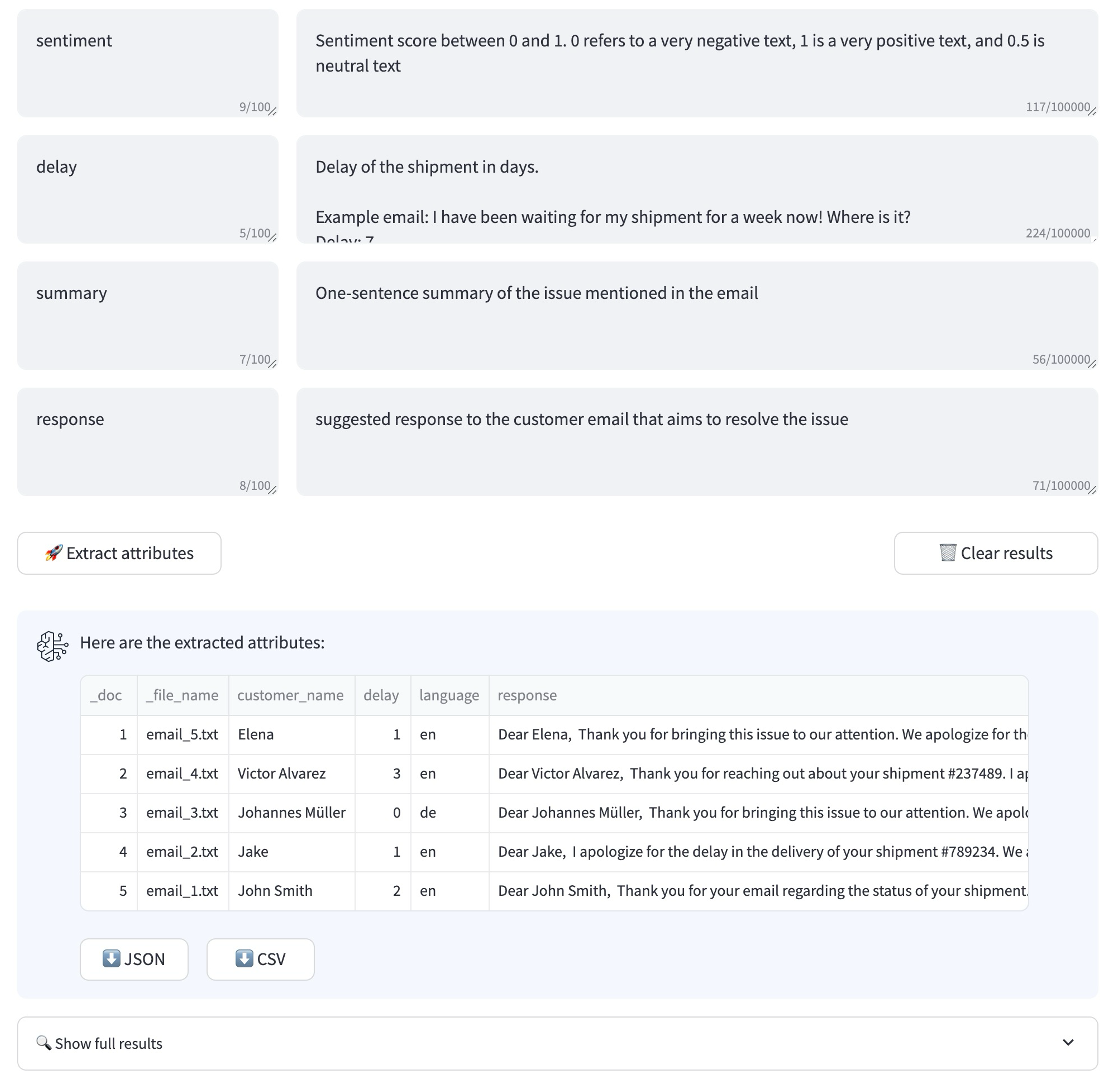 sentiment
9/100
Sentiment score between 0 and 1. 0 refers to a very negative text, 1 is a very positive text, and 0.5 is
neutral text
117/100000
delay
5/100
Delay of the shipment in days.
Example email: I have been waiting for my shipment for a week now! Where is it?
Delay: 7
224/100000
summary
7/100
One-sentence summary of the issue mentioned in the email
56/100000
response
8/100
suggested response to the customer email that aims to resolve the issue
71/100000
🚀 Extract attributes
🗑️ Clear results
Here are the extracted attributes:
_doc _file_name customer_name delay language response
1 email_5.txt Elena 1 en Dear Elena, Thank you for bringing this issue to our attention. We apologize for th
2 email_4.txt Victor Alvarez 3 en Dear Victor Alvarez, Thank you for reaching out about your shipment #237489. I ap
3 email_3.txt Johannes Müller 0 de Dear Johannes Müller, Thank you for bringing this issue to our attention. We apolo
4 email_2.txt Jake 1 en Dear Jake, I apologize for the delay in the delivery of your shipment #789234. We a
5 email_1.txt John Smith 2 en Dear John Smith, Thank you for your email regarding the status of your shipment.
⬇️ JSON
⬇️ CSV
🔍 Show full results